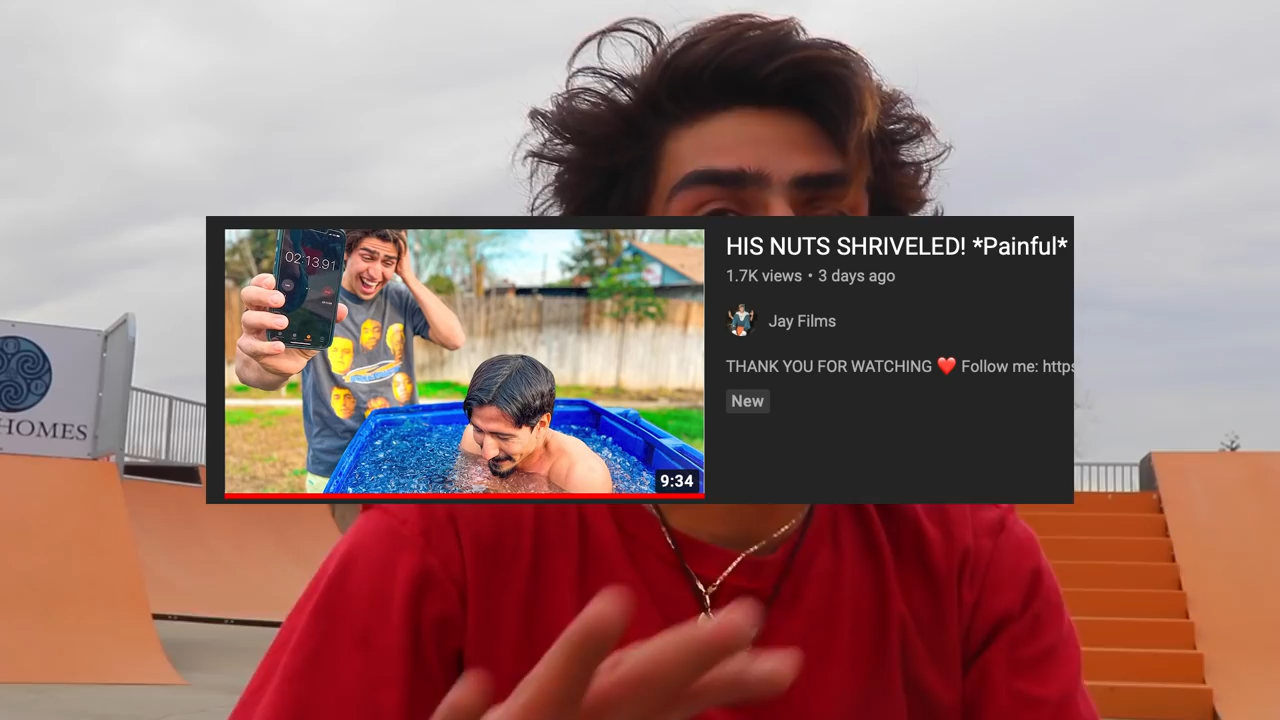 HIS NUTS SHRIVELED! *Painful*
1.7K views • 3 days ago
Jay Films
THANK YOU FOR WATCHING ❤️ Follow me: https
New
02:13.91
9:34
HOMES